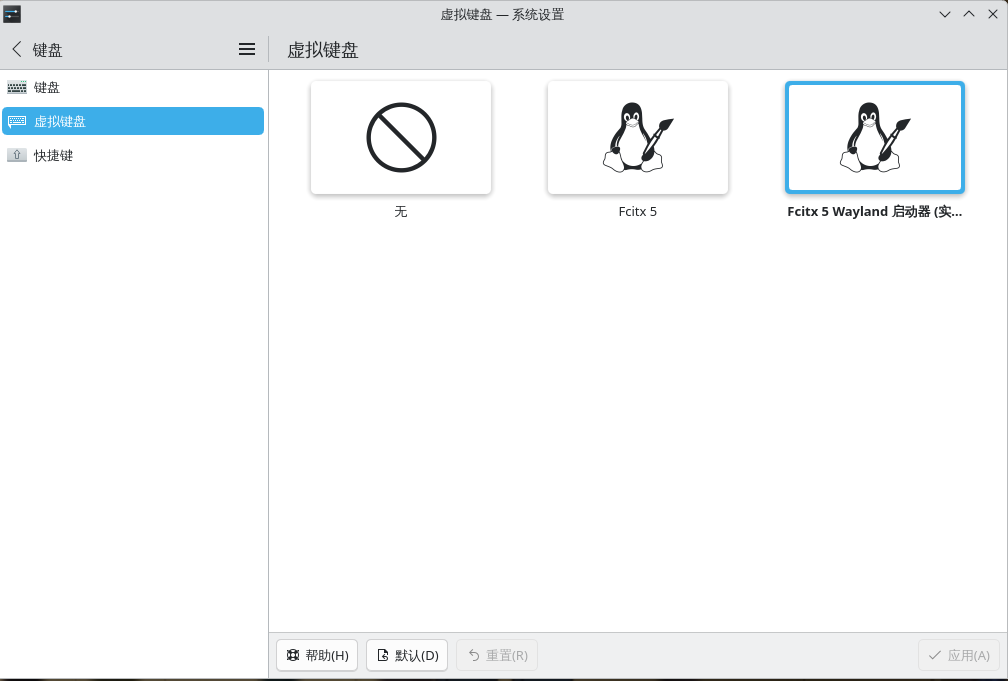 虚拟键盘 — 系统设置
键盘
虚拟键盘
键盘
虚拟键盘
快捷键
无
Fcitx 5
Fcitx 5 Wayland 启动器 (实...
帮助(H)
默认(D)
重置(R)
应用(A)